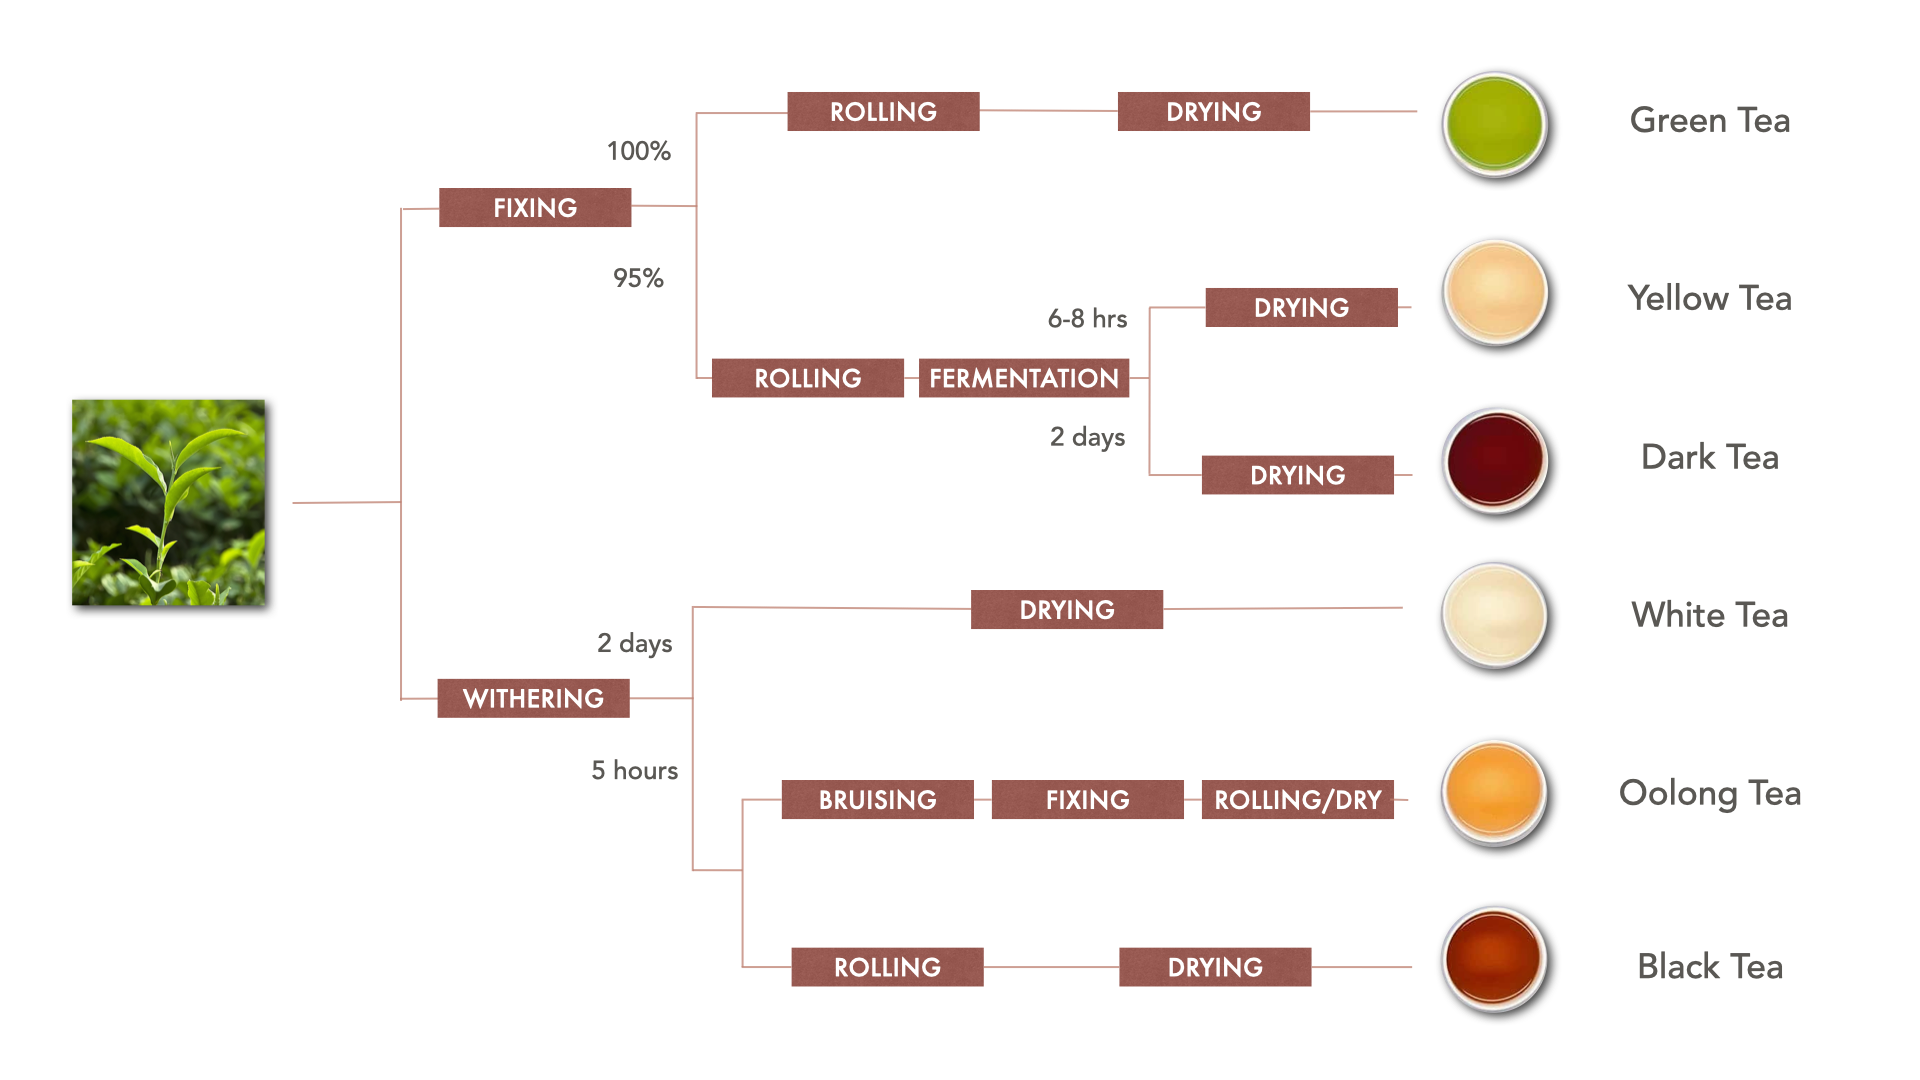 ROLLING
DRYING
Green Tea
100%
FIXING
95%
6-8 hrs
DRYING
Yellow Tea
ROLLING
FERMENTATION
2 days
DRYING
Dark Tea
DRYING
White Tea
2 days
WITHERING
5 hours
BRUISING
FIXING
ROLLING/DRY
Oolong Tea
ROLLING
DRYING
Black Tea